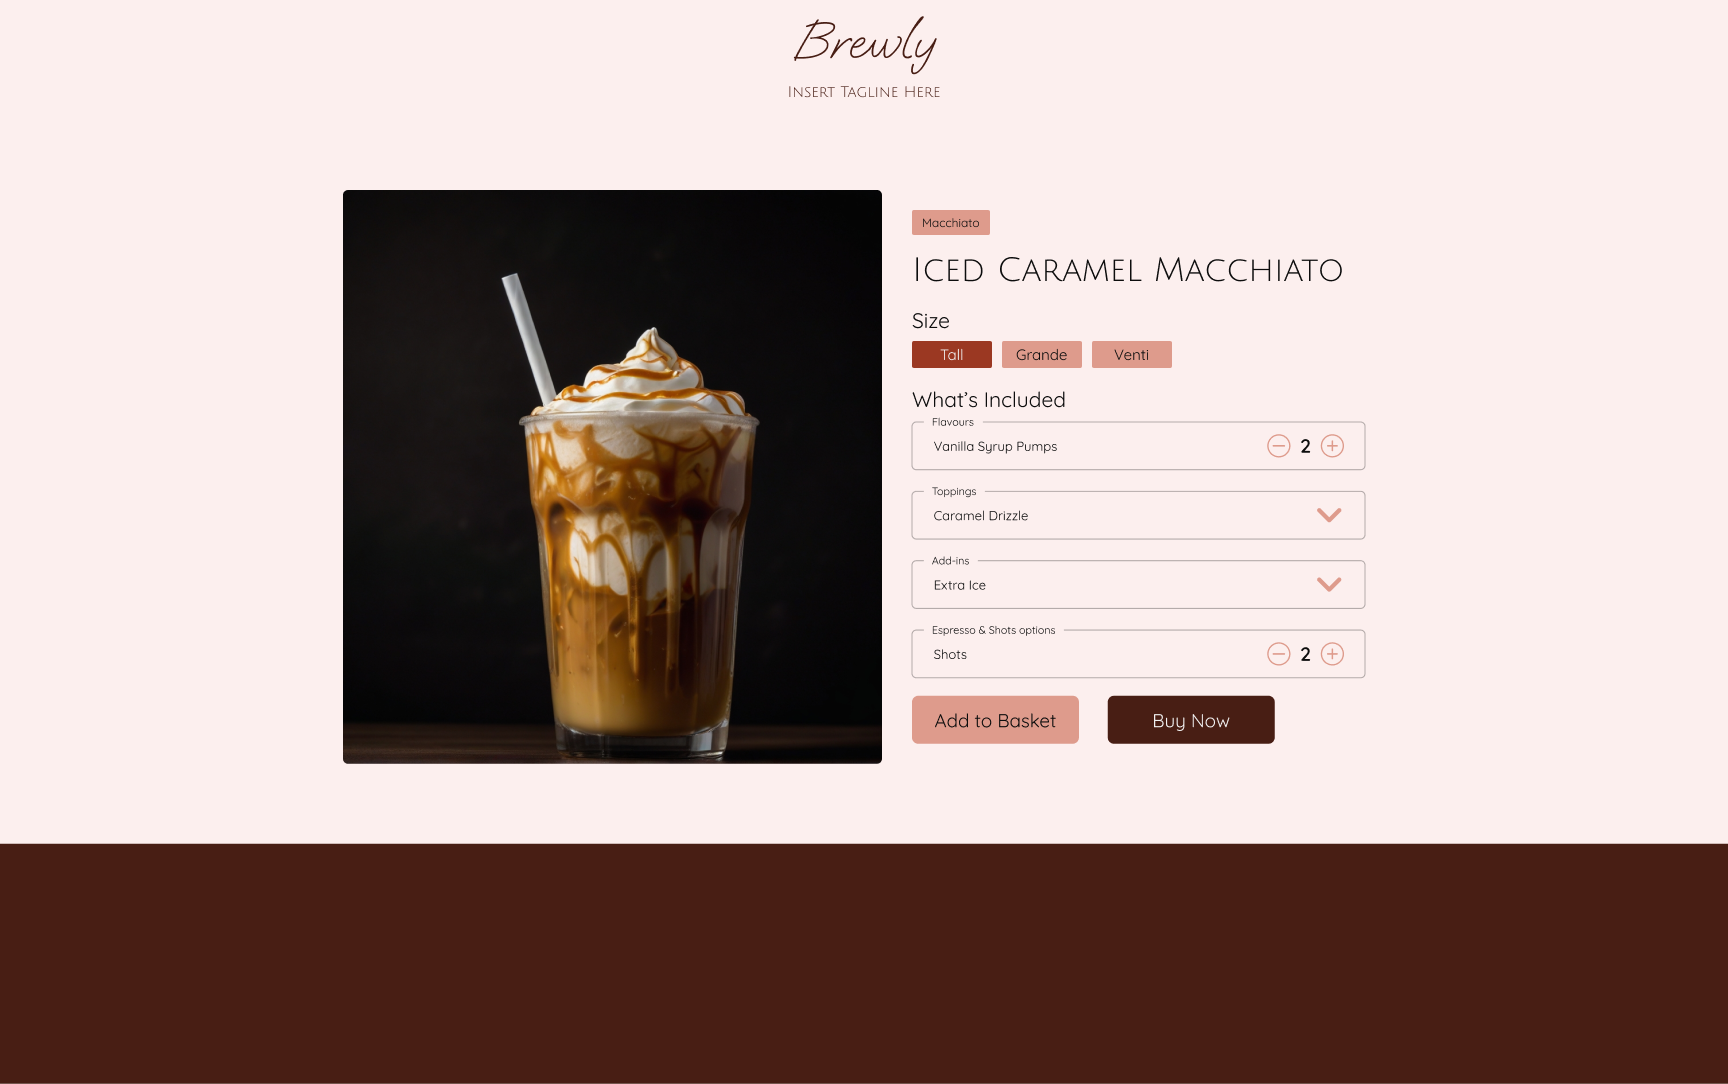 Brewly
Insert Tagline Here
Macchiato
Iced Caramel Macchiato
Size
Tall Grande Venti
What's Included
Flavours
Vanilla Syrup Pumps 2
Toppings
Caramel Drizzle
Add-ins
Extra Ice
Espresso & Shots options
Shots 2
Add to Basket Buy Now